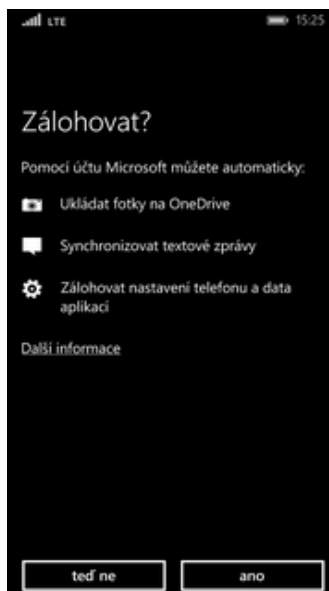 LTE 15:25
Zálohovat?
Pomocí účtu Microsoft můžete automaticky:
Ukládat fotky na OneDrive
Synchronizovat textové zprávy
Zálohovat nastavení telefonu a data
aplikací
Další informace
teď ne ano